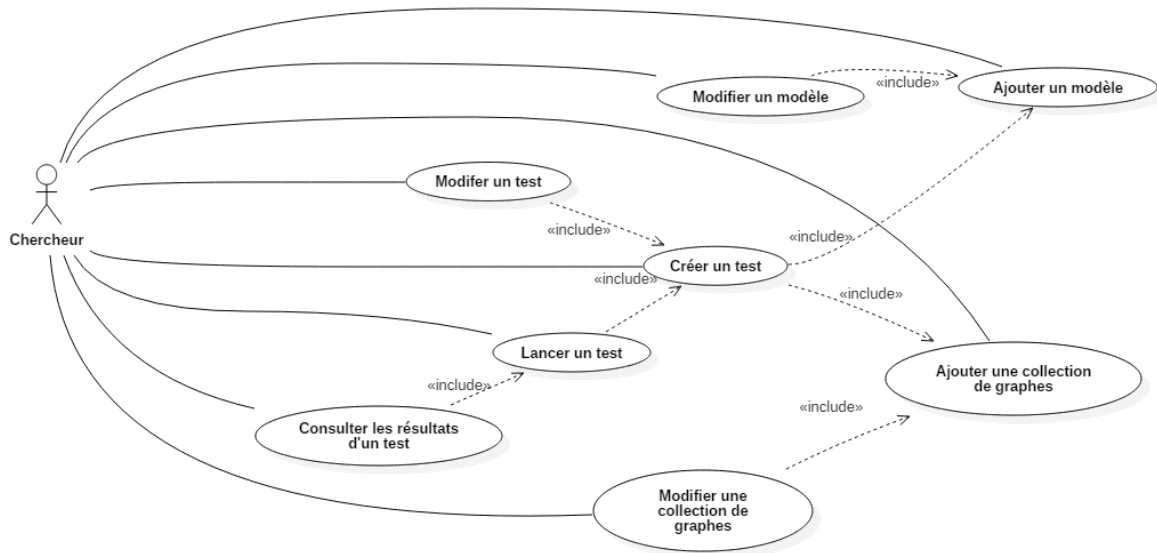 Modifier un modèle
«include»
Ajouter un modèle
Modifer un test
Chercheur
«include»
«include»
Créer un test
«include»
«include»
Lancer un test
Ajouter une collection
de graphes
«include»
«include»
Consulter les résultats
d'un test
Modifier une
collection de
graphes